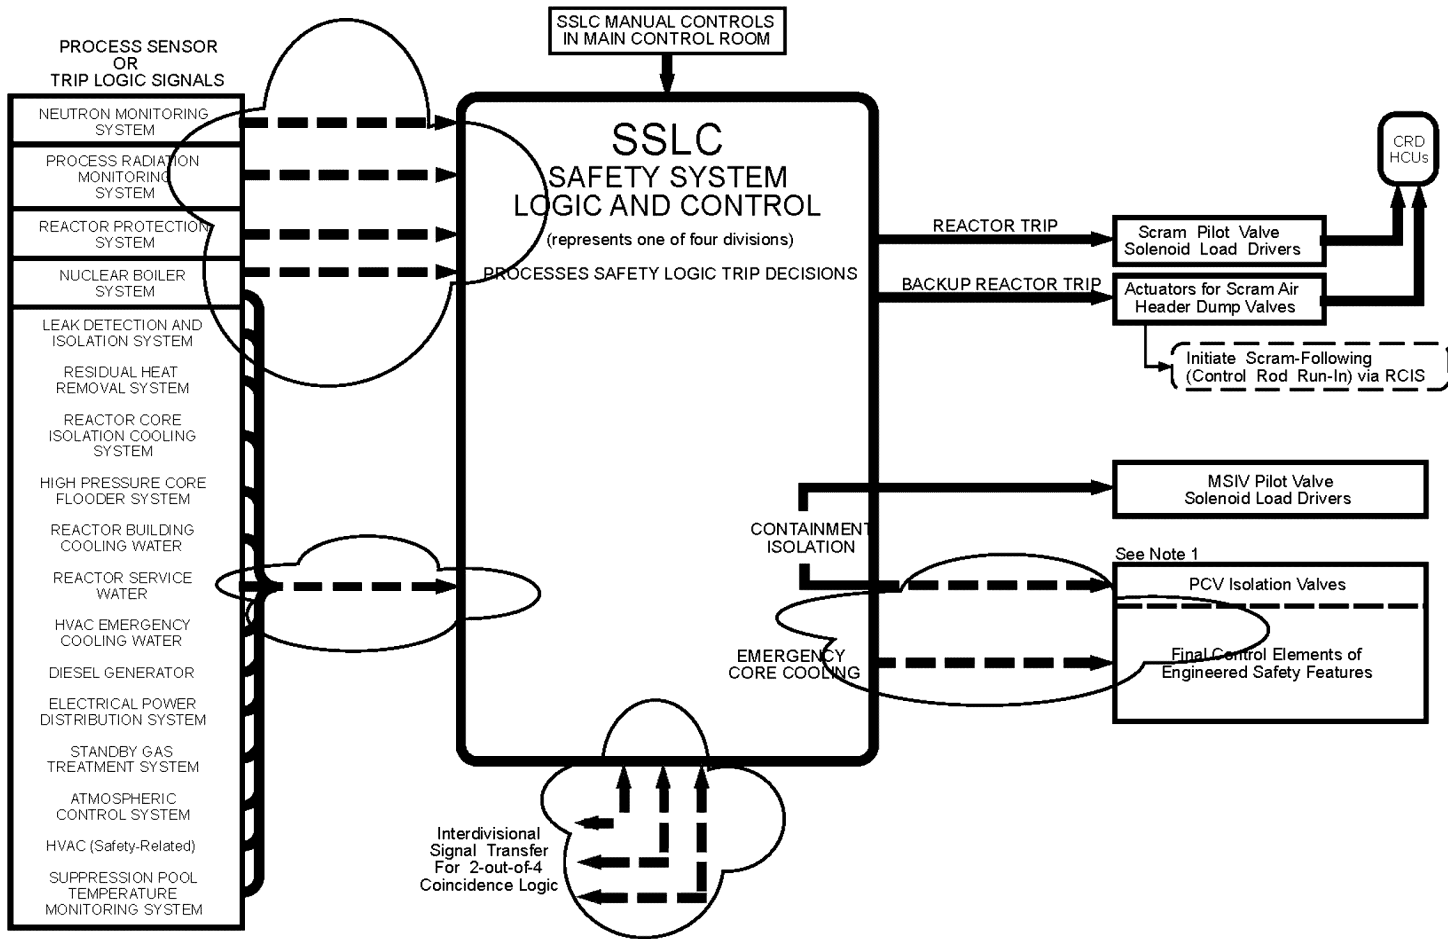 SSLC MANUAL CONTROLS
IN MAIN CONTROL ROOM
PROCESS SENSOR
OR
TRIP LOGIC SIGNALS
NEUTRON MONITORING
SYSTEM
PROCESS RADIATION
MONITORING
SYSTEM
REACTOR PROTECTION
SYSTEM
NUCLEAR BOILER
SYSTEM
LEAK DETECTION AND
ISOLATION SYSTEM
RESIDUAL HEAT
REMOVAL SYSTEM
REACTOR CORE
ISOLATION COOLING
SYSTEM
HIGH PRESSURE CORE
FLOODER SYSTEM
REACTOR BUILDING
COOLING WATER
REACTOR SERVICE
WATER
HVAC EMERGENCY
COOLING WATER
DIESEL GENERATOR
ELECTRICAL POWER
DISTRIBUTION SYSTEM
STANDBY GAS
TREATMENT SYSTEM
ATMOSPHERIC
CONTROL SYSTEM
HVAC (Safety-Related)
SUPPRESSION POOL
TEMPERATURE
MONITORING SYSTEM
SSLC
SAFETY SYSTEM
LOGIC AND CONTROL
(represents one of four divisions)
PROCESSES SAFETY LOGIC TRIP DECISIONS
CONTAINMENT
ISOLATION
EMERGENCY
CORE COOLING
Interdivisional
Signal Transfer
For 2-out-of-4
Coincidence Logic
REACTOR TRIP
BACKUP REACTOR TRIP
CRD
HCUs
Scram Pilot Valve
Solenoid Load Drivers
Actuators for Scram Air
Header Dump Valves
Initiate Scram-Following
(Control Rod Run-In) via RCIS
MSIV Pilot Valve
Solenoid Load Drivers
See Note 1
PCV Isolation Valves
Final Control Elements of
Engineered Safety Features